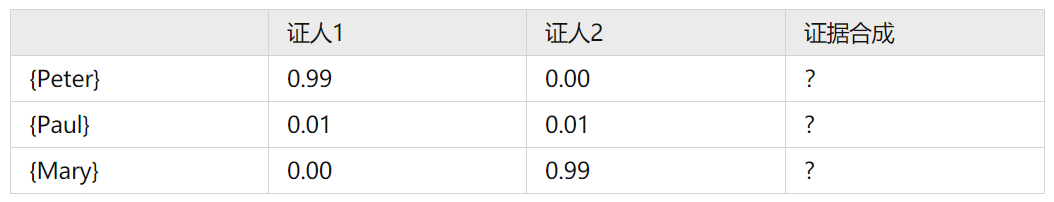 证人1 证人2 证据合成
{Peter} 0.99 0.00 ?
{Paul} 0.01 0.01 ?
{Mary} 0.00 0.99 ?